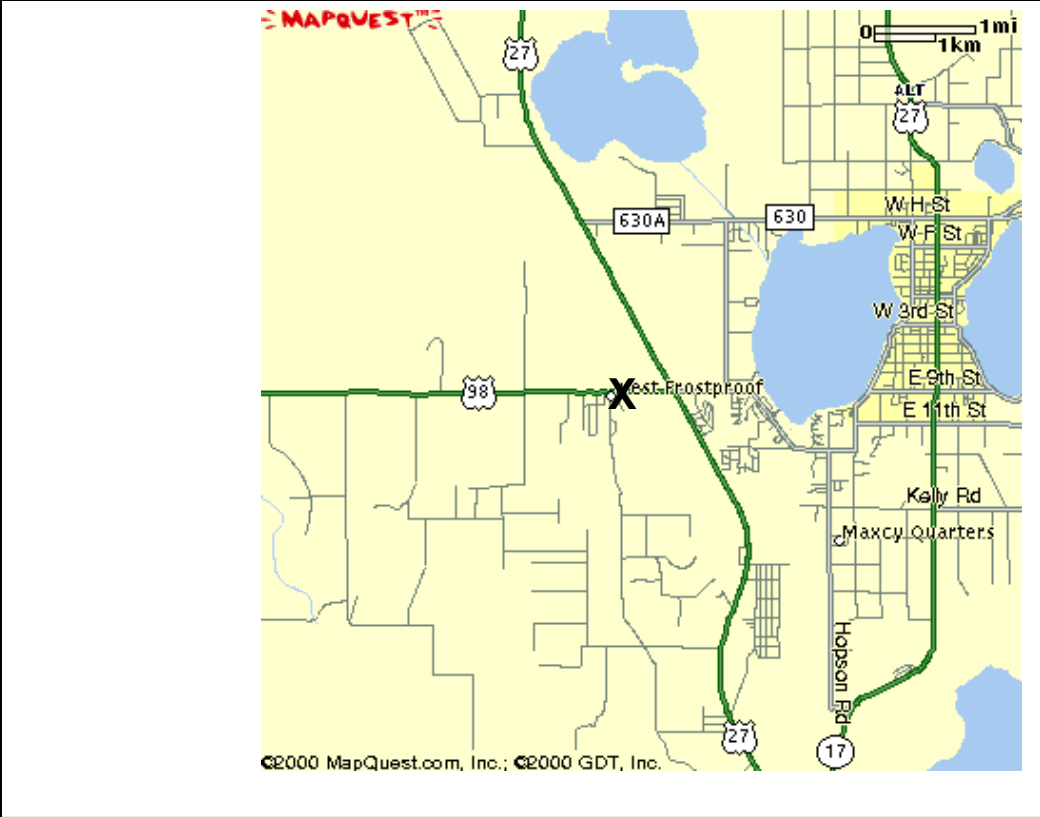 MAPQUEST™
0 1mi
1km
27
ALT
27
W H St
630A
630
W F St
W 3rd St
E 9th St
98
X
est Frostproof
E 11th St
Kelly Rd
Maxcy Quarters
Hopson Rd
27
17
©2000 MapQuest.com, Inc.; ©2000 GDT, Inc.